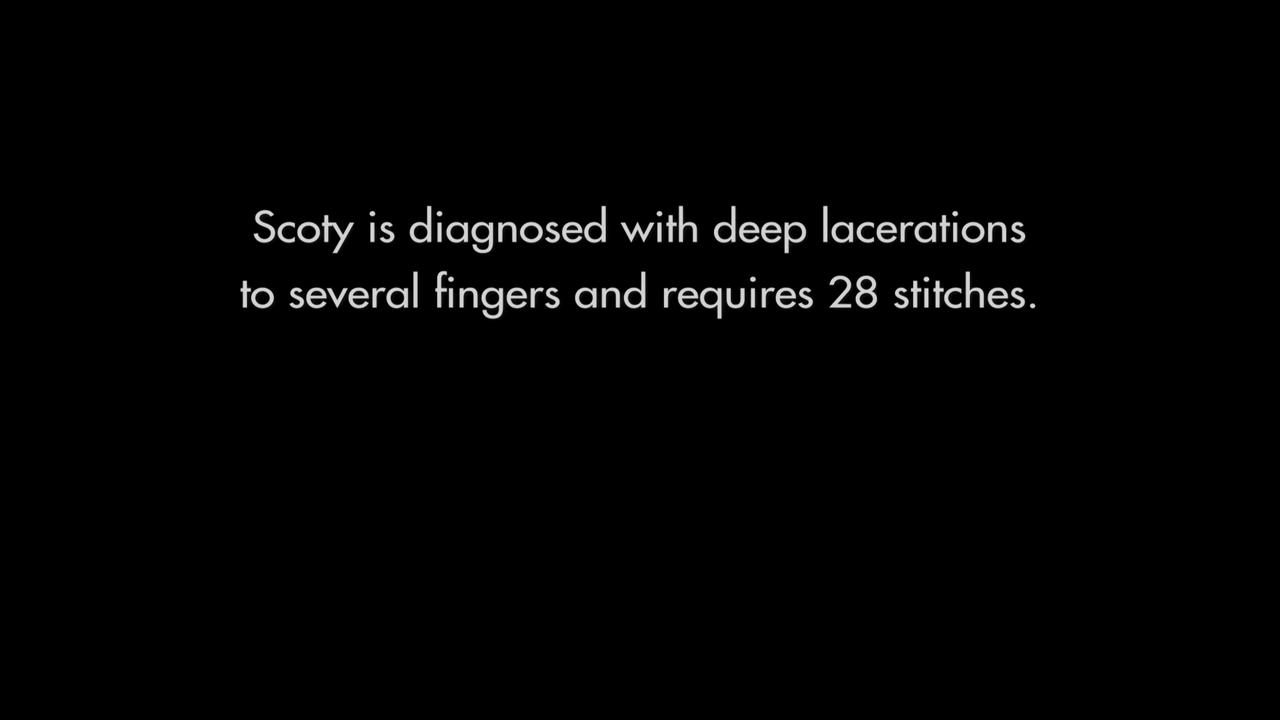 Scoty is diagnosed with deep lacerations
to several fingers and requires 28 stitches.